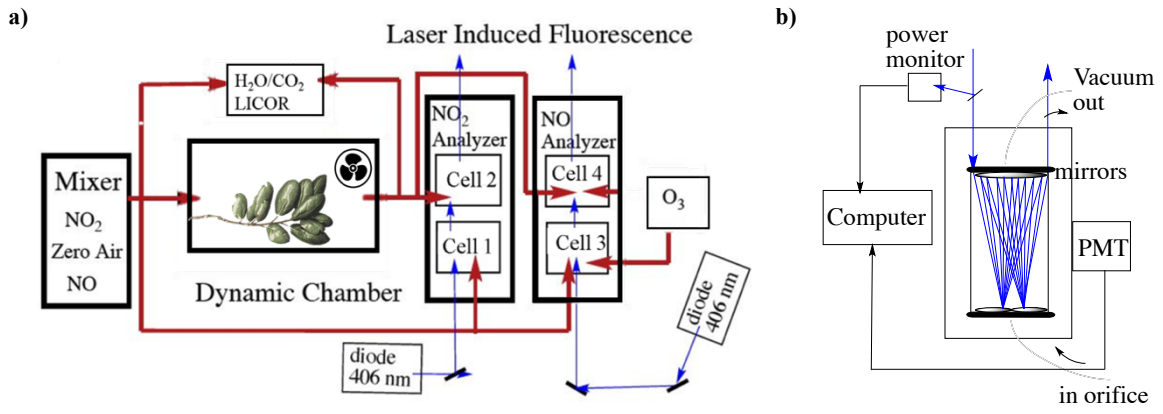 a)
Laser Induced Fluorescence
H₂O/CO₂
LICOR
NO₂
Analyzer
NO
Analyzer
Mixer
NO₂
Zero Air
NO
Cell 2
Cell 4
O₃
Cell 1
Cell 3
Dynamic Chamber
diode
406 nm
diode
406 nm
b)
power
monitor
Vacuum
out
mirrors
Computer
PMT
in orifice